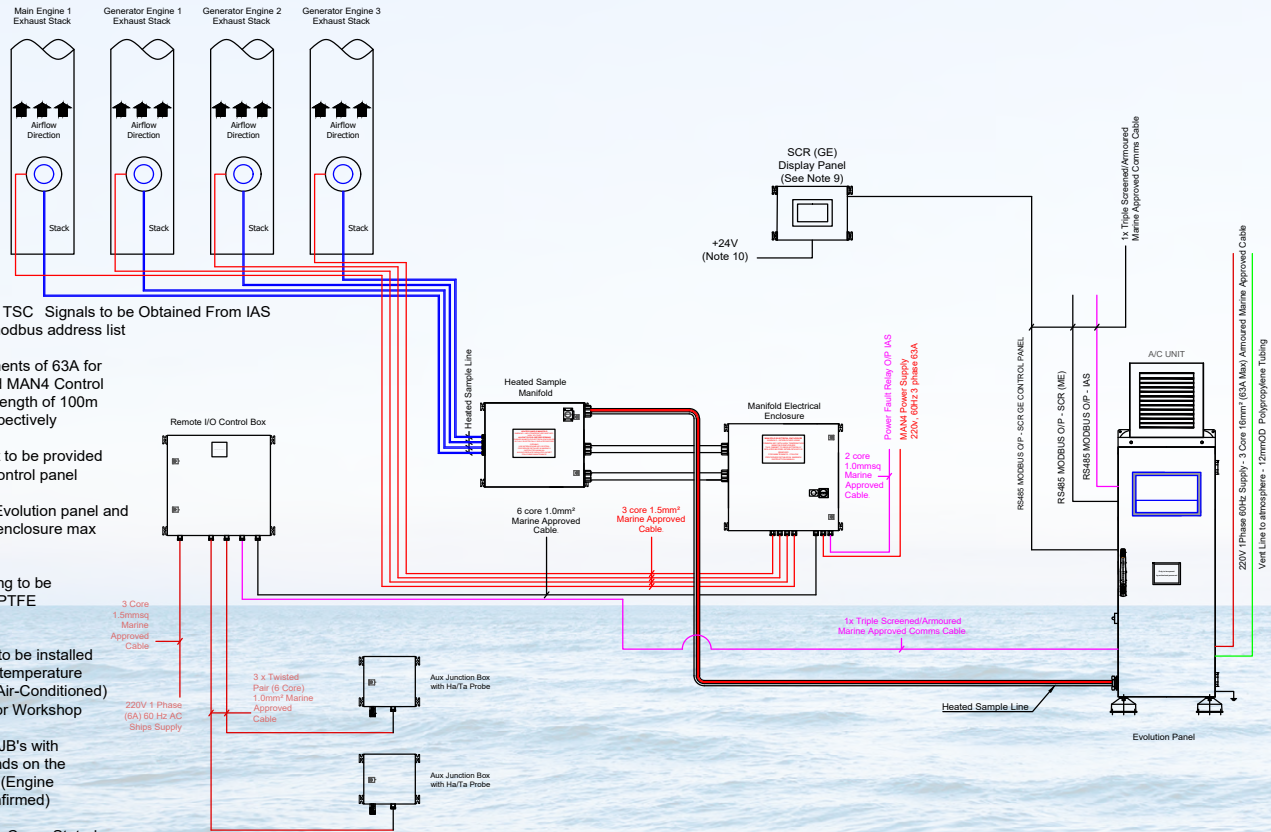 Main Engine 1
Exhaust Stack
Generator Engine 1
Exhaust Stack
Generator Engine 2
Exhaust Stack
Generator Engine 3
Exhaust Stack
Airflow
Direction
Airflow
Direction
Airflow
Direction
Airflow
Direction
Stack
Stack
Stack
Stack
TSC Signals to be Obtained From IAS
odbus address list
ents of 63A for
MAN4 Control
ength of 100m
pectively
t to be provided
ontrol panel
Evolution panel and
enclosure max
ng to be
PTFE
to be installed
temperature
Air-Conditioned)
or Workshop
JB's with
nds on the
(Engine
nfirmed)
Remote I/O Control Box
3 Core
1.5mmsq
Marine
Approved
Cable
220V 1 Phase
(6A) 60 Hz AC
Ships Supply
3 x Twisted
Pair (6 Core)
1.0mm² Marine
Approved
Cable
Aux Junction Box
with Ha/Ta Probe
Aux Junction Box
with Ha/Ta Probe
Heated Sample Line
Heated Sample
Manifold
6 core 1.0mm²
Marine Approved
Cable
3 core 1.5mm²
Marine Approved
Cable
Manifold Electrical
Enclosure
2 core
1.0mmsq
Marine
Approved
Cable
Power Fault Relay O/P IAS
MAN4 Power Supply
220v, 60Hz 3 phase 63A
SCR (GE)
Display Panel
(See Note 9)
+24V
(Note 10)
1x Triple Screened/Armoured
Marine Approved Comms Cable
Heated Sample Line
RS485 MODBUS O/P - SCR GE CONTROL PANEL
RS485 MODBUS O/P - SCR (ME)
RS485 MODBUS O/P - IAS
1x Triple Screened/Armoured
Marine Approved Comms Cable
A/C UNIT
Evolution Panel
220V 1Phase 60Hz Supply - 3 Core 16mm² (63A Max) Armoured Marine Approved Cable
Vent Line to atmosphere - 12mmOD Polypropylene Tubing